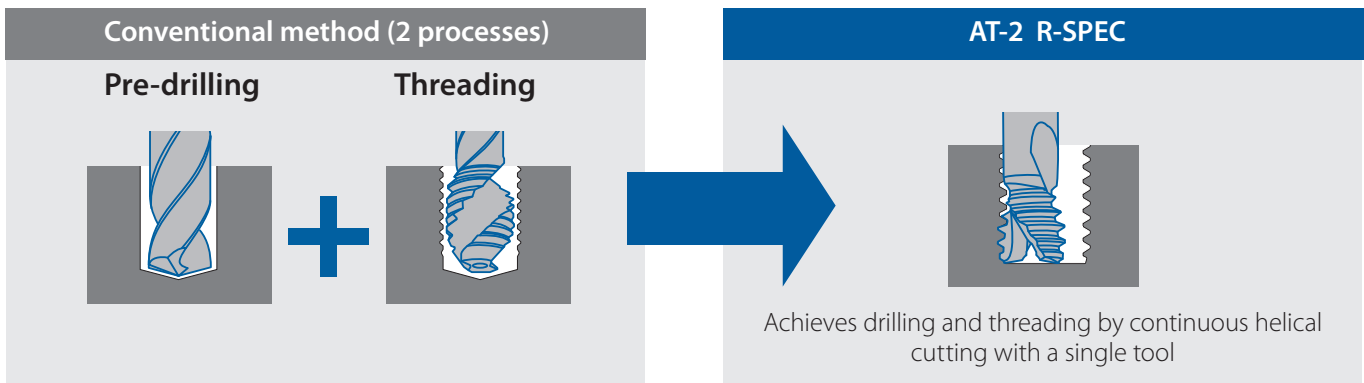 Conventional method (2 processes)
Pre-drilling
Threading
AT-2 R-SPEC
Achieves drilling and threading by continuous helical
cutting with a single tool